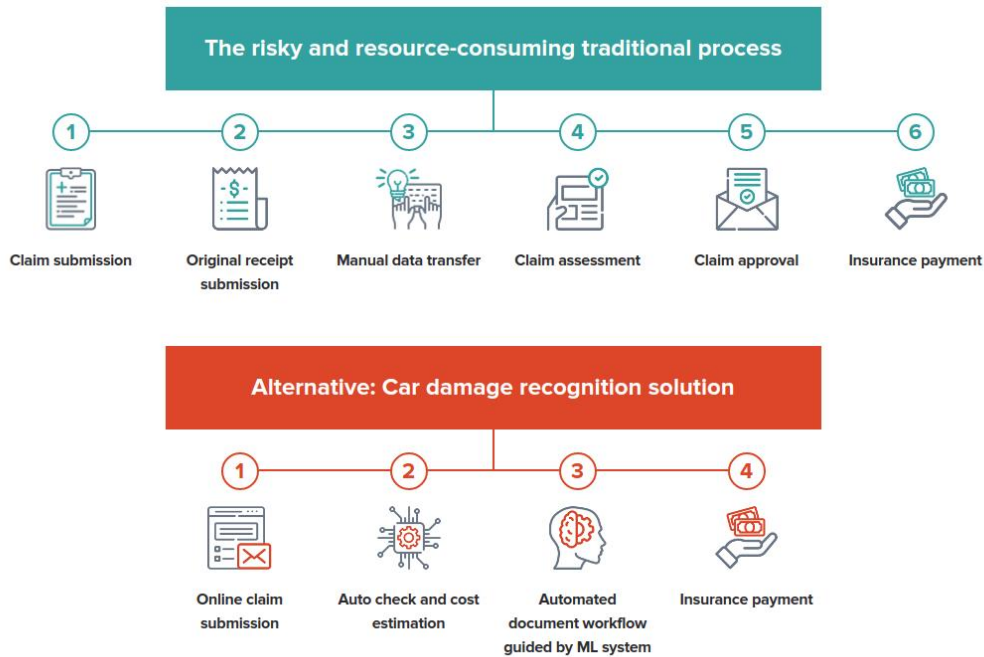 The risky and resource-consuming traditional process
1 2 3 4 5 6
-$-
Claim submission Original receipt Manual data transfer Claim assessment Claim approval Insurance payment
submission
Alternative: Car damage recognition solution
1 2 3 4
Online claim Auto check and cost Automated Insurance payment
submission estimation document workflow
guided by ML system